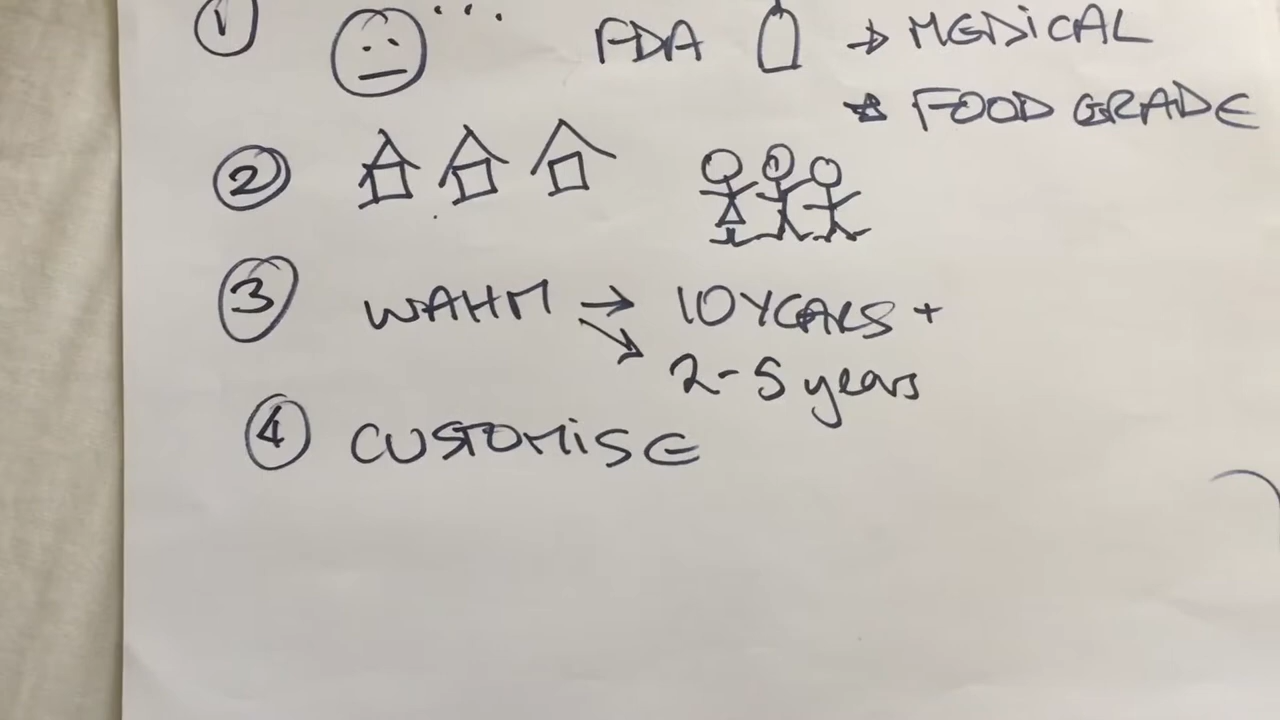 1 FDA → MEDICAL
→ FOOD GRADE
2
3 WAHM → 10 YEARS +
→ 2-5 years
4 CUSTOMISE